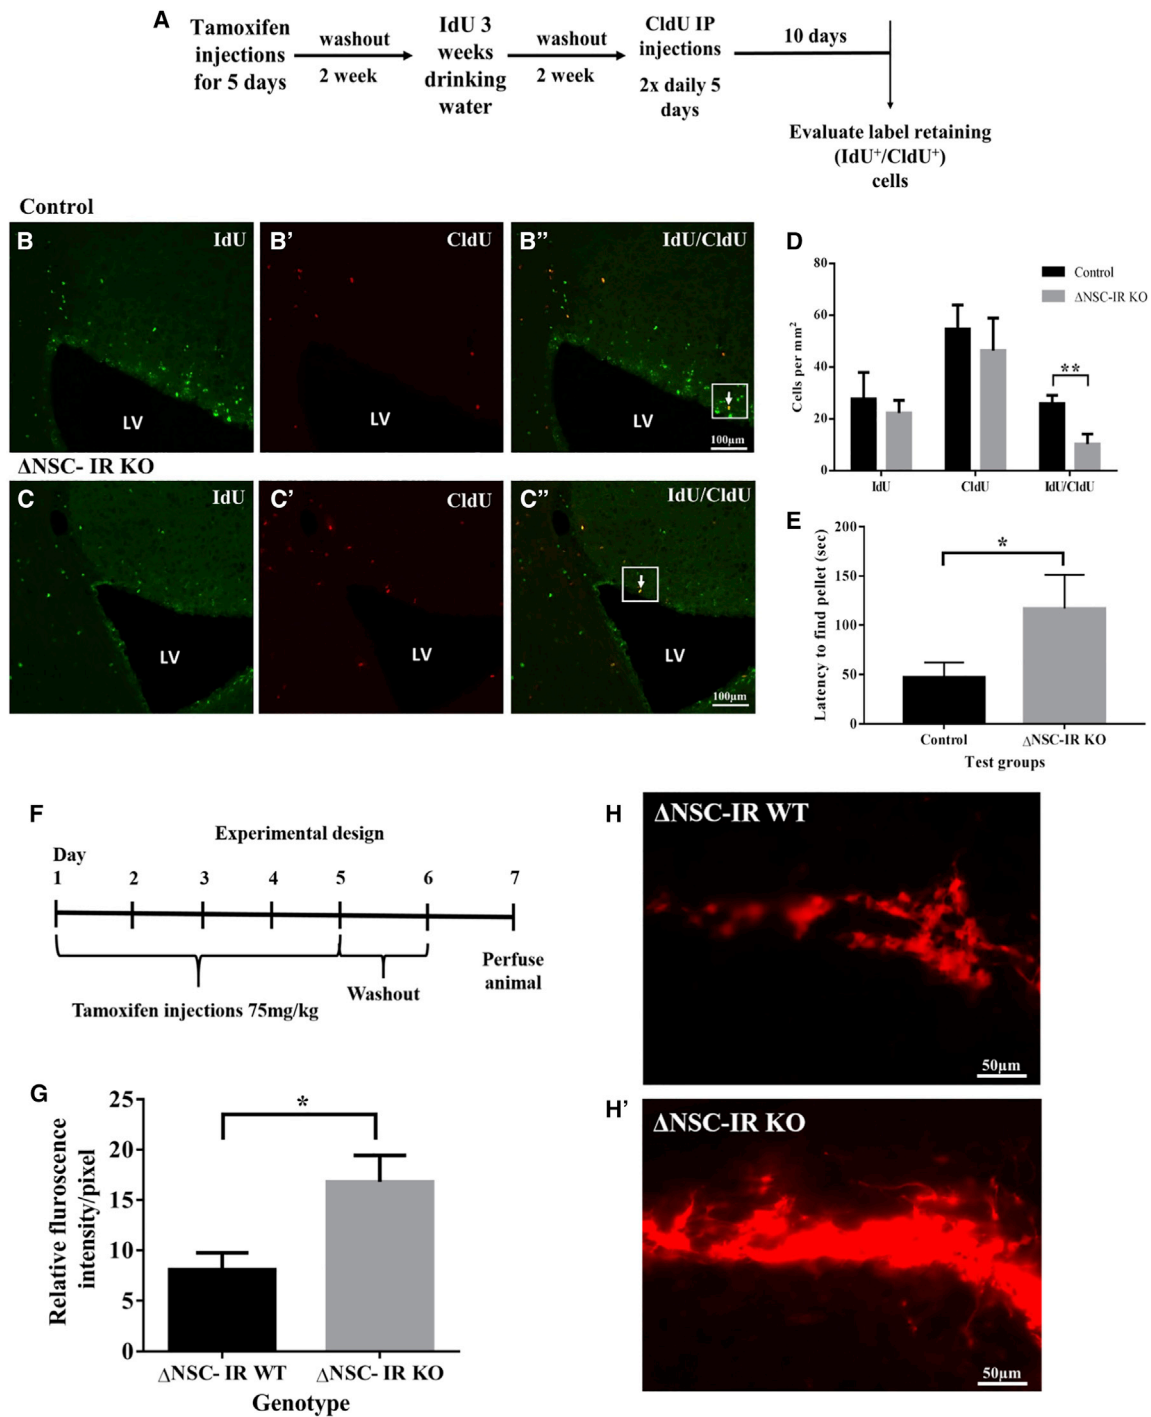 A
Tamoxifen
injections
for 5 days
washout
2 week
IdU 3
weeks
drinking
water
washout
2 week
CldU IP
injections
2x daily 5
days
10 days
Evaluate label retaining
(IdU+/CldU+)
cells
Control
B
IdU
LV
B’
CldU
LV
B”
IdU/CldU
100µm
ΔNSC- IR KO
C
IdU
LV
C’
CldU
LV
C”
IdU/CldU
LV
100µm
D
Cells per mm2
80
60
40
20
0
Control
ΔNSC-IR KO
**
IdU
CldU
IdU/CldU
E
Latency to find pellet (sec)
200
150
100
50
0
*
Control
ΔNSC-IR KO
Test groups
F
Experimental design
Day
1 2 3 4 5 6 7
Tamoxifen injections 75mg/kg
Washout
Perfuse
animal
G
Relative fluroscence
intensity/pixel
25
20
15
10
5
0
*
ΔNSC- IR WT
ΔNSC- IR KO
Genotype
H
ΔNSC-IR WT
50µm
H’
ΔNSC-IR KO
50µm